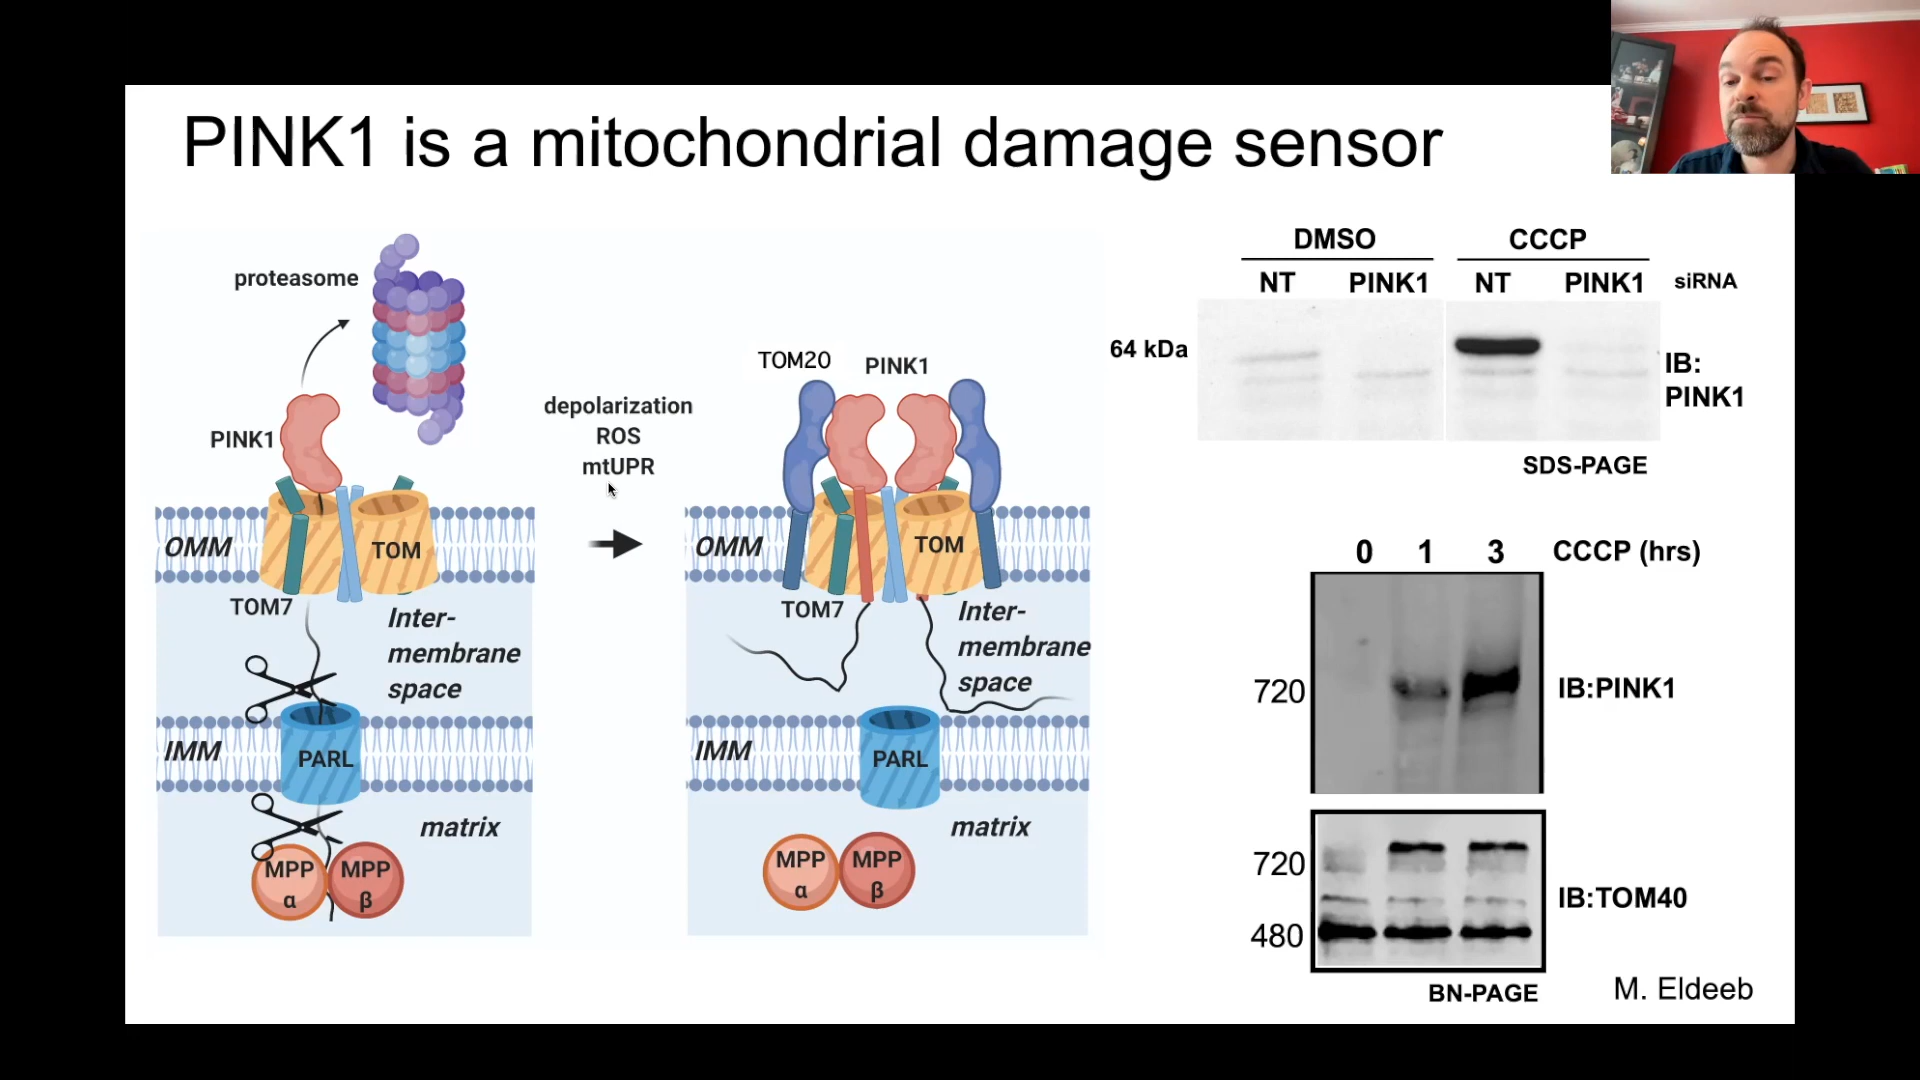 PINK1 is a mitochondrial damage sensor
proteasome
PINK1
OMM
TOM
TOM7
Inter-
membrane
space
IMM
PARL
matrix
MPP
α
MPP
β
depolarization
ROS
mtUPR
TOM20
PINK1
OMM
TOM
TOM7
Inter-
membrane
space
IMM
PARL
matrix
MPP
α
MPP
β
DMSO
CCCP
NT
PINK1
NT
PINK1
siRNA
64 kDa
IB:
PINK1
SDS-PAGE
0 1 3 CCCP (hrs)
720
IB:PINK1
720
480
IB:TOM40
BN-PAGE
M. Eldeeb